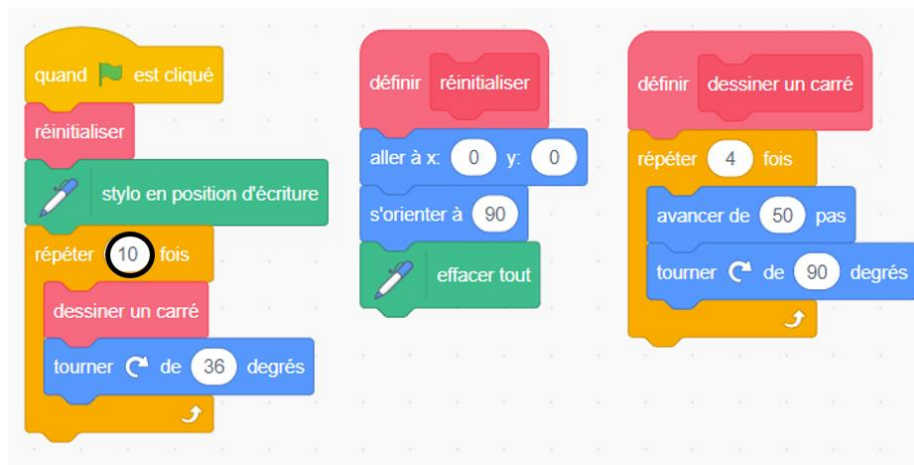 quand est cliqué
réinitialiser
stylo en position d'écriture
répéter 10 fois
dessiner un carré
tourner de 36 degrés
définir réinitialiser
aller à x: 0 y: 0
s'orienter à 90
effacer tout
définir dessiner un carré
répéter 4 fois
avancer de 50 pas
tourner de 90 degrés